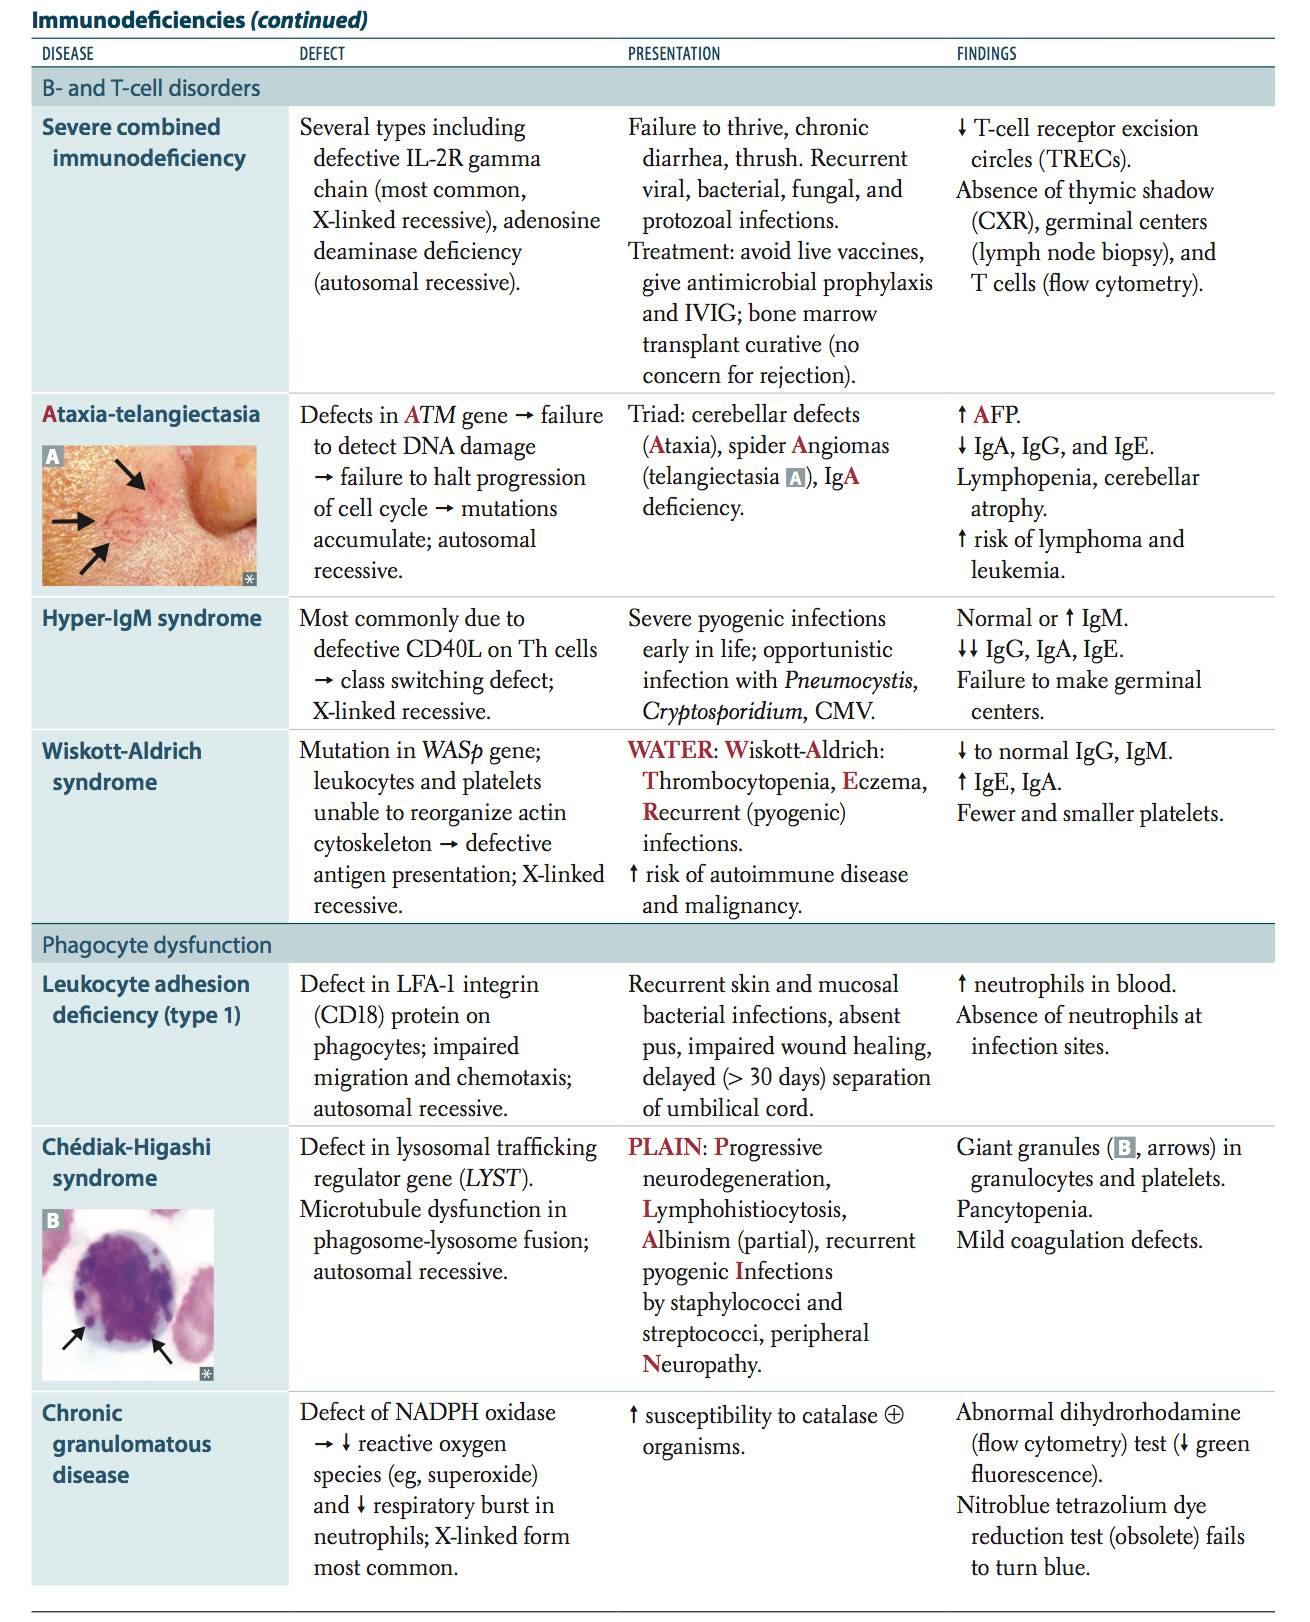 Immunodeficiencies (continued)
DISEASE
DEFECT
PRESENTATION
FINDINGS
B- and T-cell disorders
Severe combined
immunodeficiency
Several types including
defective IL-2R gamma
chain (most common,
X-linked recessive), adenosine
deaminase deficiency
(autosomal recessive).
Failure to thrive, chronic
diarrhea, thrush. Recurrent
viral, bacterial, fungal, and
protozoal infections.
Treatment: avoid live vaccines,
give antimicrobial prophylaxis
and IVIG; bone marrow
transplant curative (no
concern for rejection).
↓ T-cell receptor excision
circles (TRECs).
Absence of thymic shadow
(CXR), germinal centers
(lymph node biopsy), and
T cells (flow cytometry).
Ataxia-telangiectasia
A
*
Defects in ATM gene → failure
to detect DNA damage
→ failure to halt progression
of cell cycle → mutations
accumulate; autosomal
recessive.
Triad: cerebellar defects
(Ataxia), spider Angiomas
(telangiectasia A), IgA
deficiency.
↑ AFP.
↓ IgA, IgG, and IgE.
Lymphopenia, cerebellar
atrophy.
↑ risk of lymphoma and
leukemia.
Hyper-IgM syndrome
Most commonly due to
defective CD40L on Th cells
→ class switching defect;
X-linked recessive.
Severe pyogenic infections
early in life; opportunistic
infection with Pneumocystis,
Cryptosporidium, CMV.
Normal or ↑ IgM.
↓↓ IgG, IgA, IgE.
Failure to make germinal
centers.
Wiskott-Aldrich
syndrome
Mutation in WASp gene;
leukocytes and platelets
unable to reorganize actin
cytoskeleton → defective
antigen presentation; X-linked
recessive.
WATER: Wiskott-Aldrich:
Thrombocytopenia, Eczema,
Recurrent (pyogenic)
infections.
↑ risk of autoimmune disease
and malignancy.
↓ to normal IgG, IgM.
↑ IgE, IgA.
Fewer and smaller platelets.
Phagocyte dysfunction
Leukocyte adhesion
deficiency (type 1)
Defect in LFA-1 integrin
(CD18) protein on
phagocytes; impaired
migration and chemotaxis;
autosomal recessive.
Recurrent skin and mucosal
bacterial infections, absent
pus, impaired wound healing,
delayed (> 30 days) separation
of umbilical cord.
↑ neutrophils in blood.
Absence of neutrophils at
infection sites.
Chédiak-Higashi
syndrome
B
*
Defect in lysosomal trafficking
regulator gene (LYST).
Microtubule dysfunction in
phagosome-lysosome fusion;
autosomal recessive.
PLAIN: Progressive
neurodegeneration,
Lymphohistiocytosis,
Albinism (partial), recurrent
pyogenic Infections
by staphylococci and
streptococci, peripheral
Neuropathy.
Giant granules (B, arrows) in
granulocytes and platelets.
Pancytopenia.
Mild coagulation defects.
Chronic
granulomatous
disease
Defect of NADPH oxidase
→ ↓ reactive oxygen
species (eg, superoxide)
and ↓ respiratory burst in
neutrophils; X-linked form
most common.
↑ susceptibility to catalase ⊕
organisms.
Abnormal dihydrorhodamine
(flow cytometry) test (↓ green
fluorescence).
Nitroblue tetrazolium dye
reduction test (obsolete) fails
to turn blue.